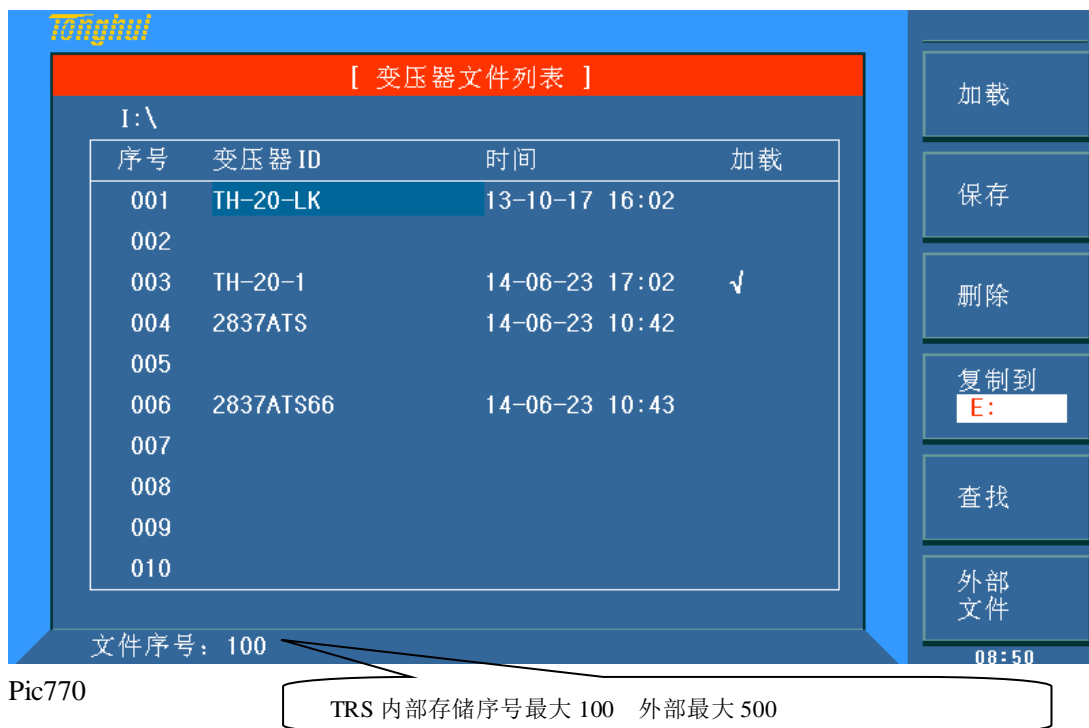 Tonghui
[ 变压器文件列表 ]
I:\
序号 变压器ID 时间 加载
001 TH-20-LK 13-10-17 16:02
002
003 TH-20-1 14-06-23 17:02 √
004 2837ATS 14-06-23 10:42
005
006 2837ATS66 14-06-23 10:43
007
008
009
010
文件序号：100
加载
保存
删除
复制到
E:
查找
外部
文件
08:50
Pic770
TRS 内部存储序号最大 100 外部最大 500